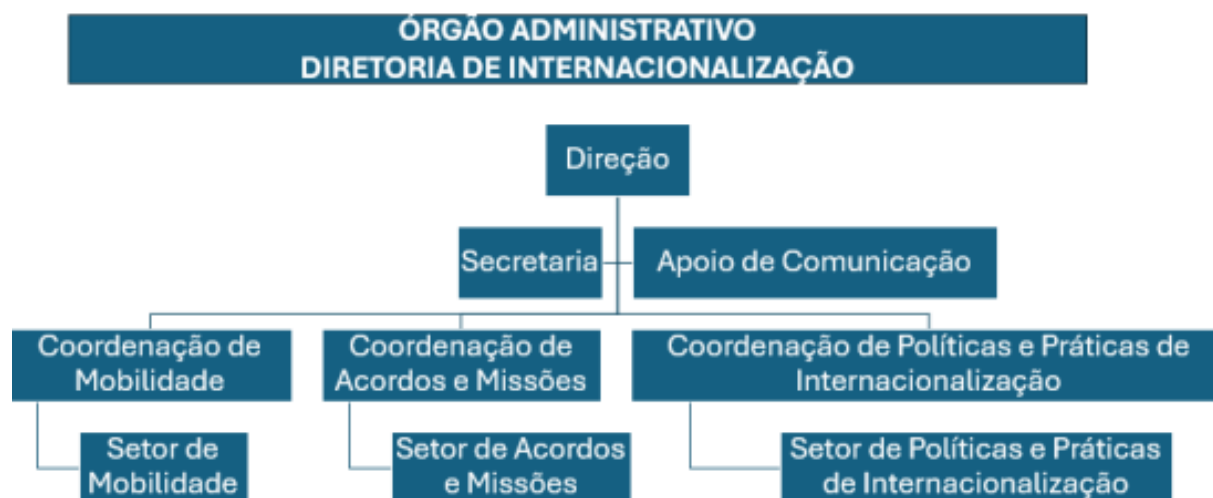 ÓRGÃO ADMINISTRATIVO
DIRETORIA DE INTERNACIONALIZAÇÃO
Direção
Secretaria
Apoio de Comunicação
Coordenação de
Mobilidade
Coordenação de
Acordos e Missões
Coordenação de Políticas e Práticas de
Internacionalização
Setor de
Mobilidade
Setor de Acordos
e Missões
Setor de Políticas e Práticas
de Internacionalização